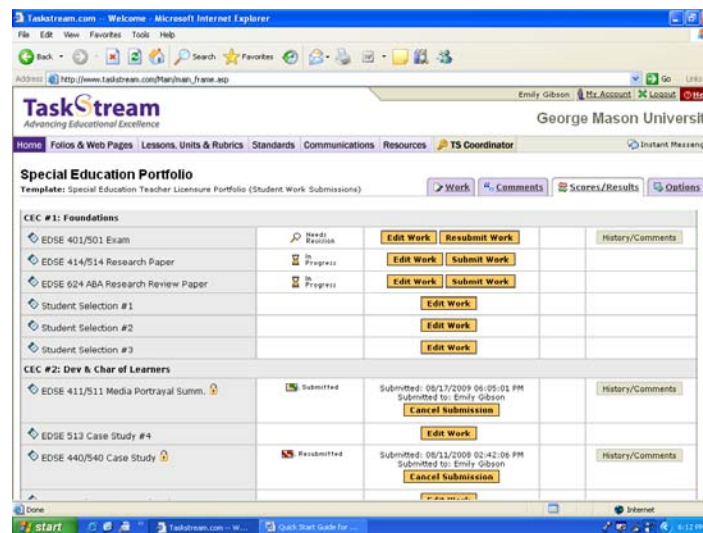 Taskstream.com -- Welcome - Microsoft Internet Explorer
File Edit View Favorites Tools Help
Back Search Favorites
Address http://www.taskstream.com/Main/main_frame.asp Go Links
Emily Gibson My Account Logout
TaskStream
Advancing Educational Excellence
George Mason Universit
Home Folios & Web Pages Lessons, Units & Rubrics Standards Communications Resources TS Coordinator Instant Messeng
Special Education Portfolio
Template: Special Education Teacher Licensure Portfolio (Student Work Submissions)
Work Comments Scores/Results Options
CEC #1: Foundations
EDSE 401/501 Exam Needs Revision Edit Work Resubmit Work History/Comments
EDSE 414/514 Research Paper In Progress Edit Work Submit Work
EDSE 624 ABA Research Review Paper In Progress Edit Work Submit Work
Student Selection #1 Edit Work
Student Selection #2 Edit Work
Student Selection #3 Edit Work
CEC #2: Dev & Char of Learners
EDSE 411/511 Media Portrayal Summ. Submitted Submitted: 08/17/2009 06:05:01 PM History/Comments
Submitted to: Emily Gibson
Cancel Submission
EDSE 513 Case Study #4 Edit Work
EDSE 440/540 Case Study Resubmitted Submitted: 08/11/2009 02:42:06 PM History/Comments
Submitted to: Emily Gibson
Cancel Submission
Done Internet
start Taskstream.com -- W... Quick Start Guide for ... 6:12 PM